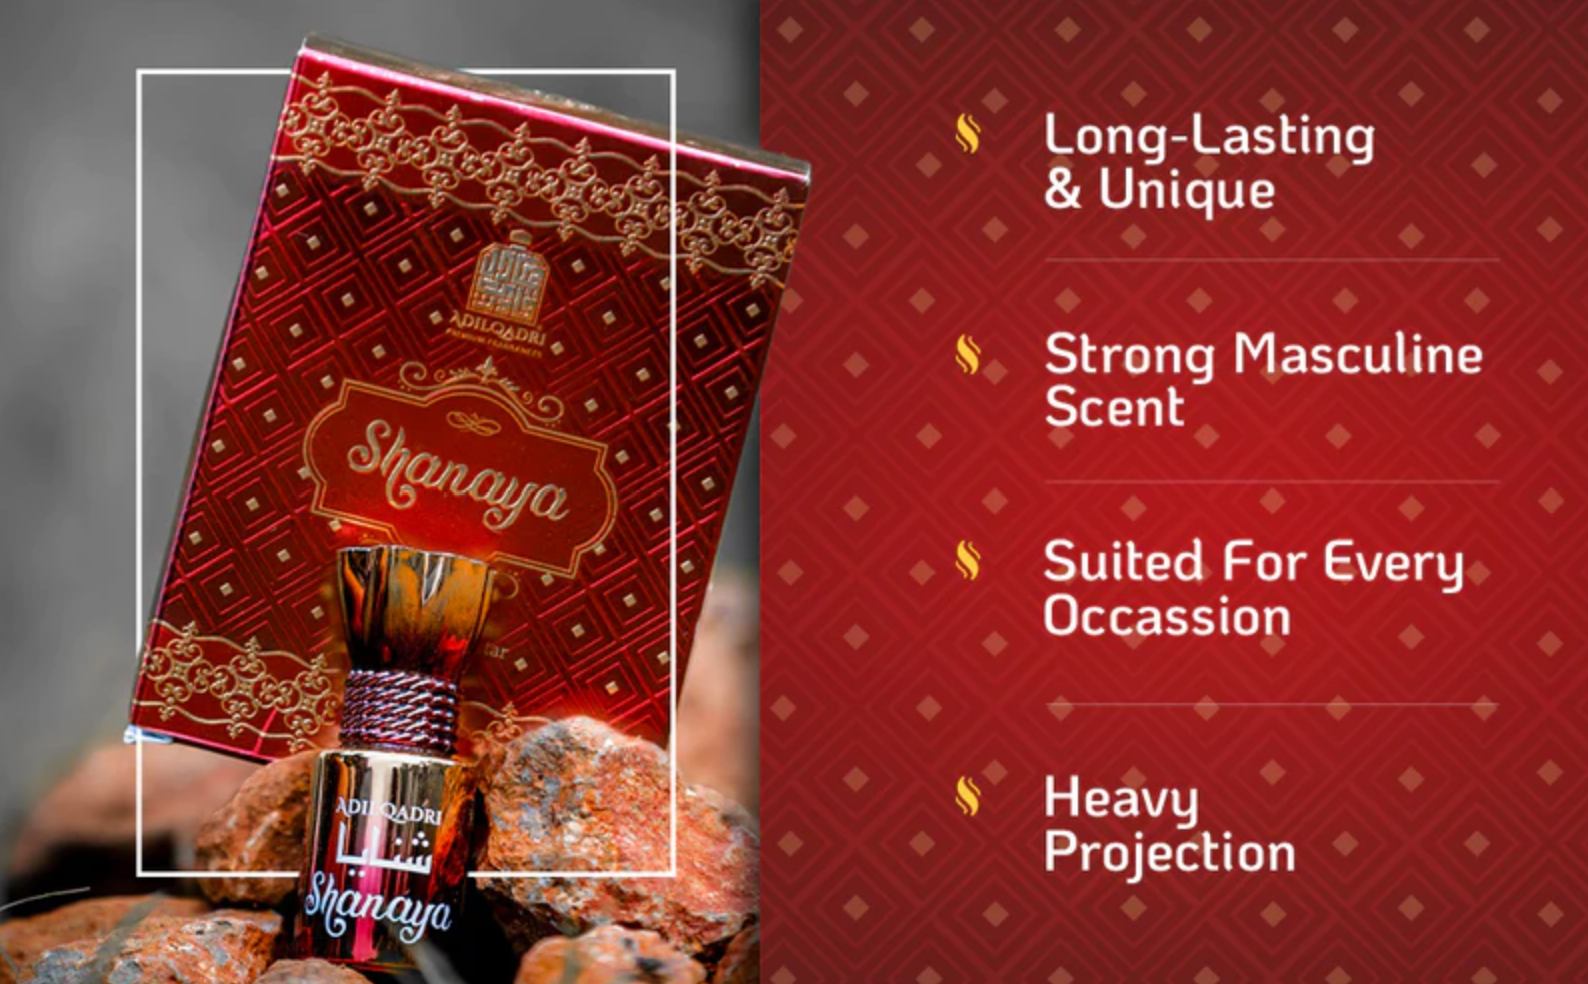 ADILQADRI
PREMIUM FRAGRANCES
Shanaya
ADILQADRI
شنايا
Shanaya
Long-Lasting
& Unique
Strong Masculine
Scent
Suited For Every
Occassion
Heavy
Projection